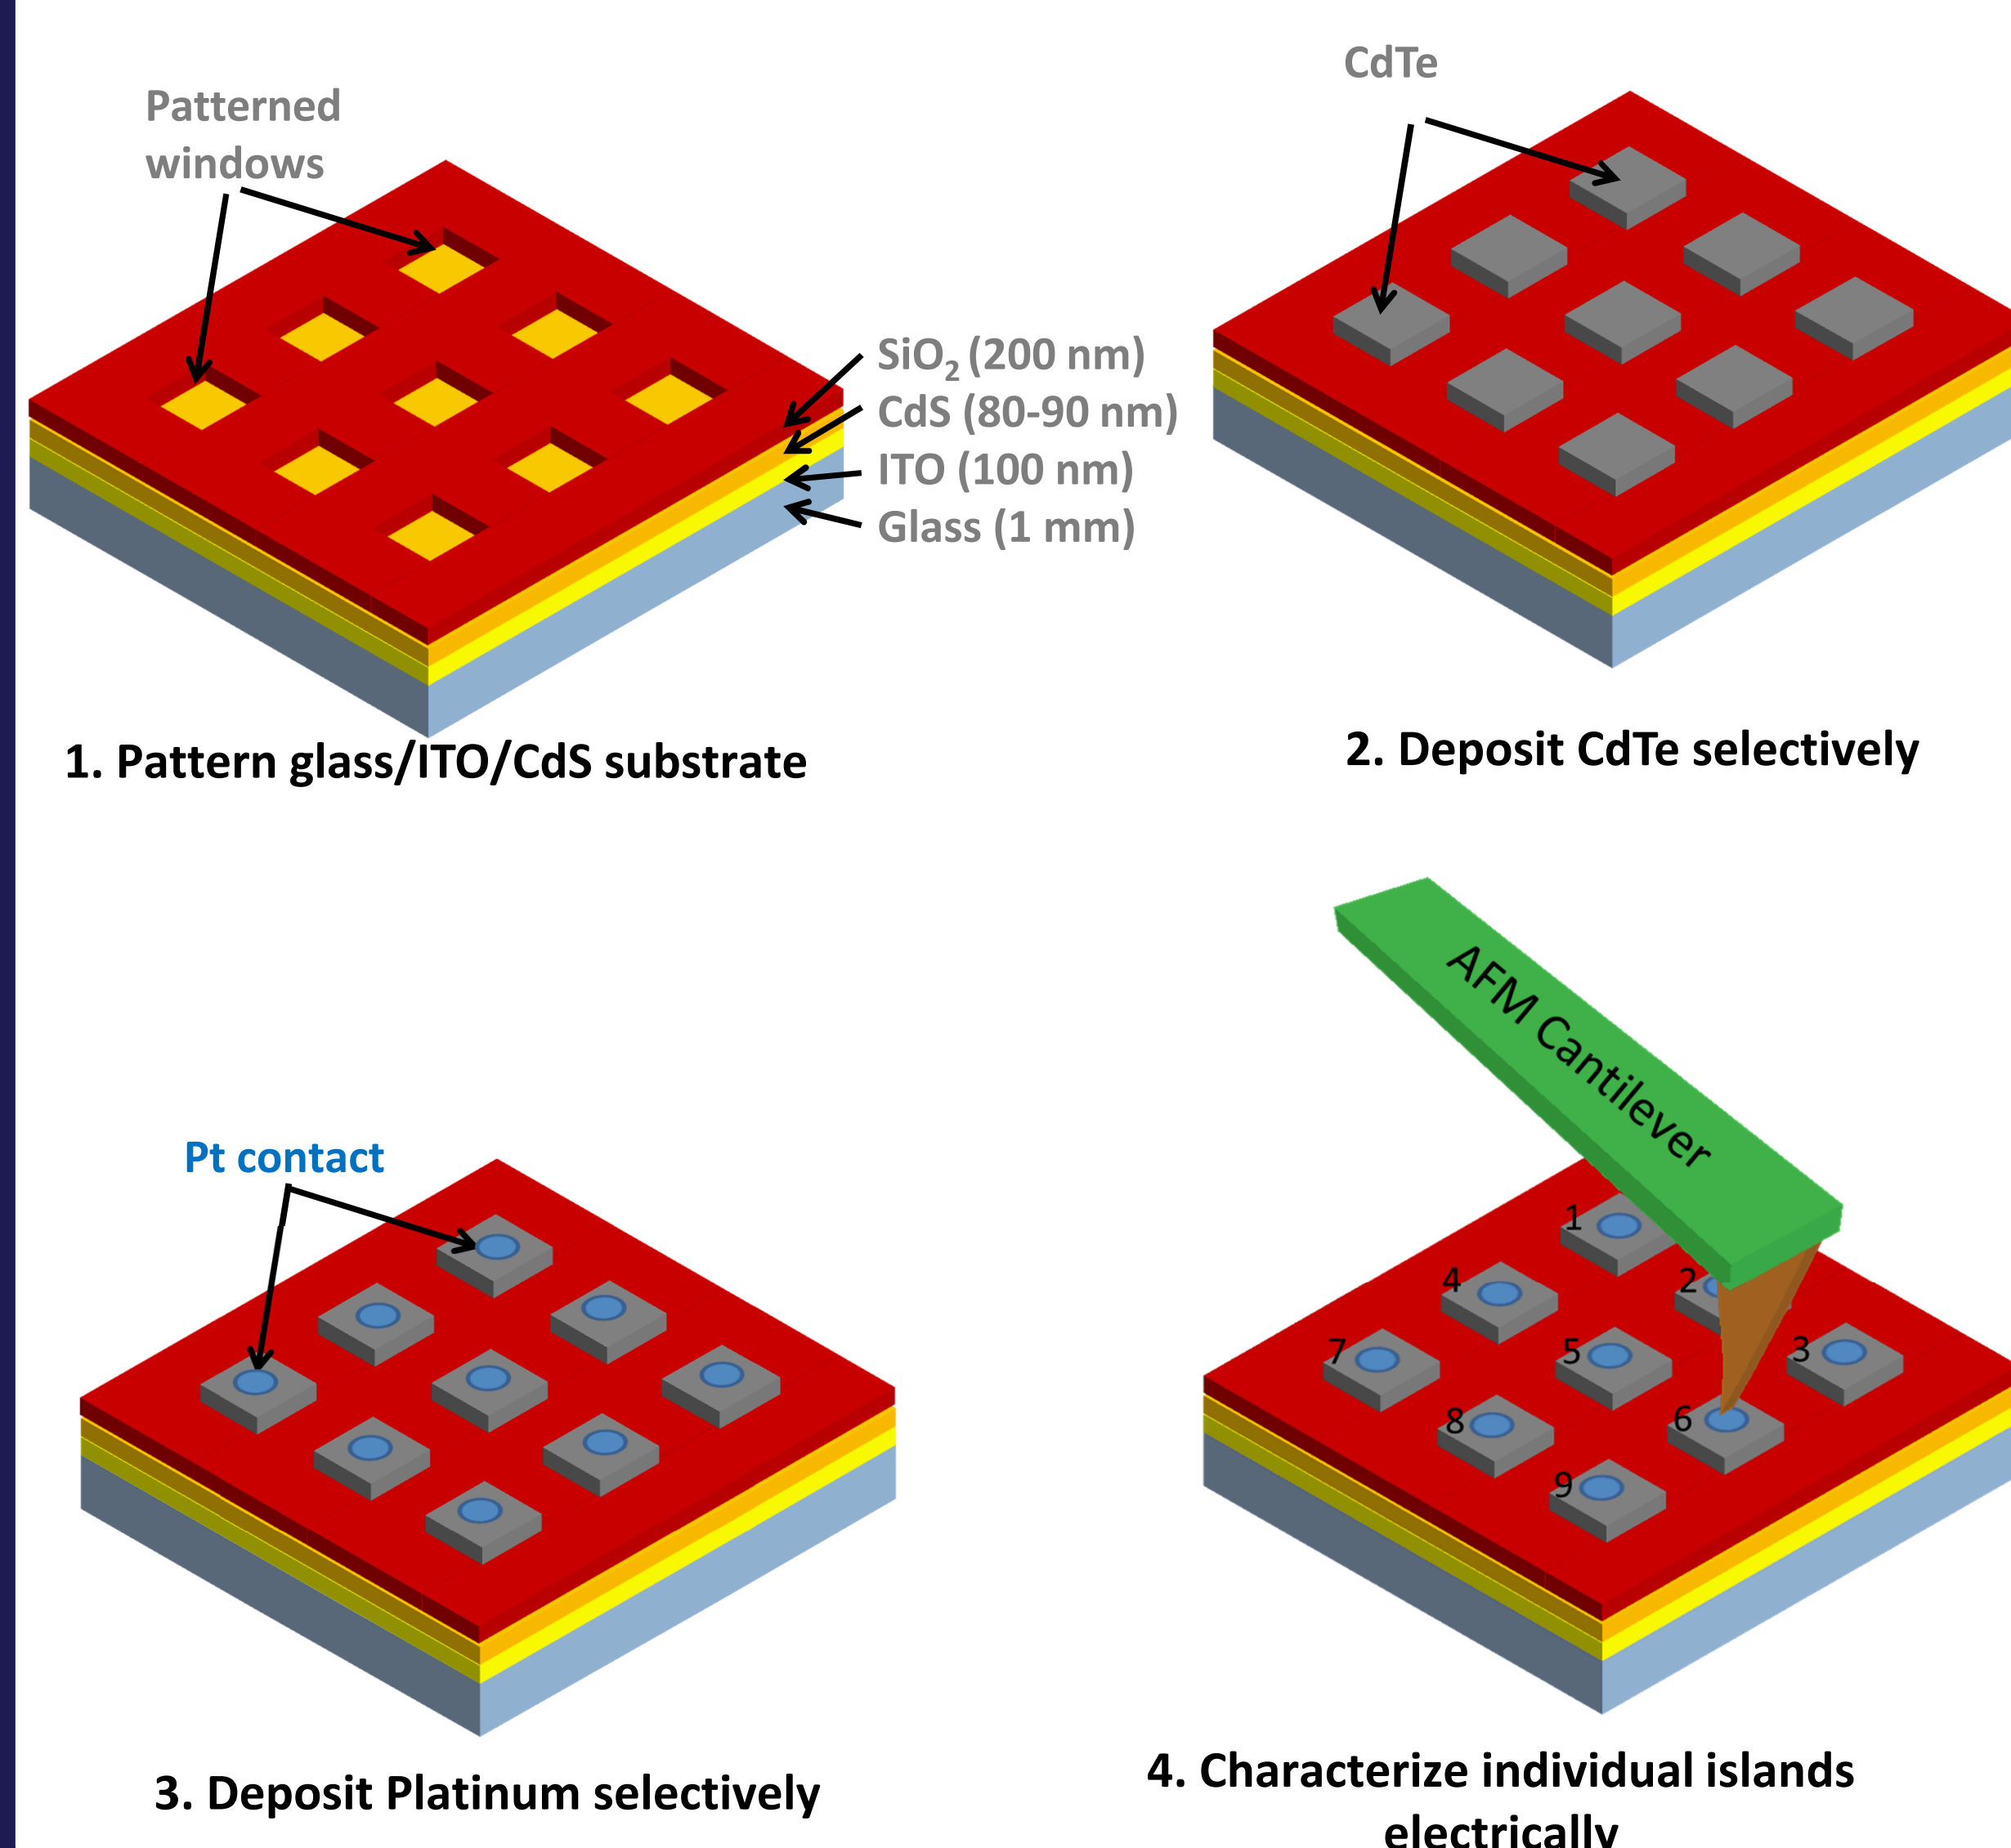 Patterned
windows
SiO₂ (200 nm)
CdS (80-90 nm)
ITO (100 nm)
Glass (1 mm)
1. Pattern glass/ITO/CdS substrate
CdTe
2. Deposit CdTe selectively
Pt contact
3. Deposit Platinum selectively
AFM Cantilever
1
2
3
4
5
6
7
8
9
4. Characterize individual islands
electrically